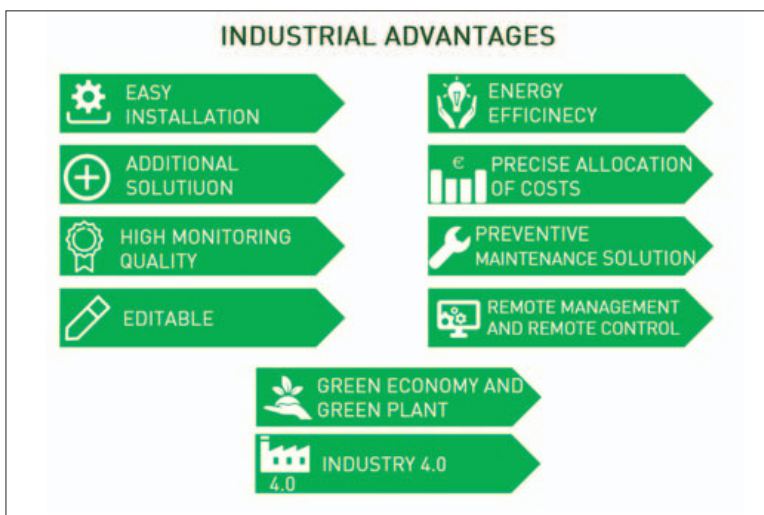 INDUSTRIAL ADVANTAGES
EASY
INSTALLATION
ADDITIONAL
SOLUTIUON
HIGH MONITORING
QUALITY
EDITABLE
ENERGY
EFFICINECY
€
PRECISE ALLOCATION
OF COSTS
PREVENTIVE
MAINTENANCE SOLUTION
REMOTE MANAGEMENT
AND REMOTE CONTROL
GREEN ECONOMY AND
GREEN PLANT
4.0
INDUSTRY 4.0